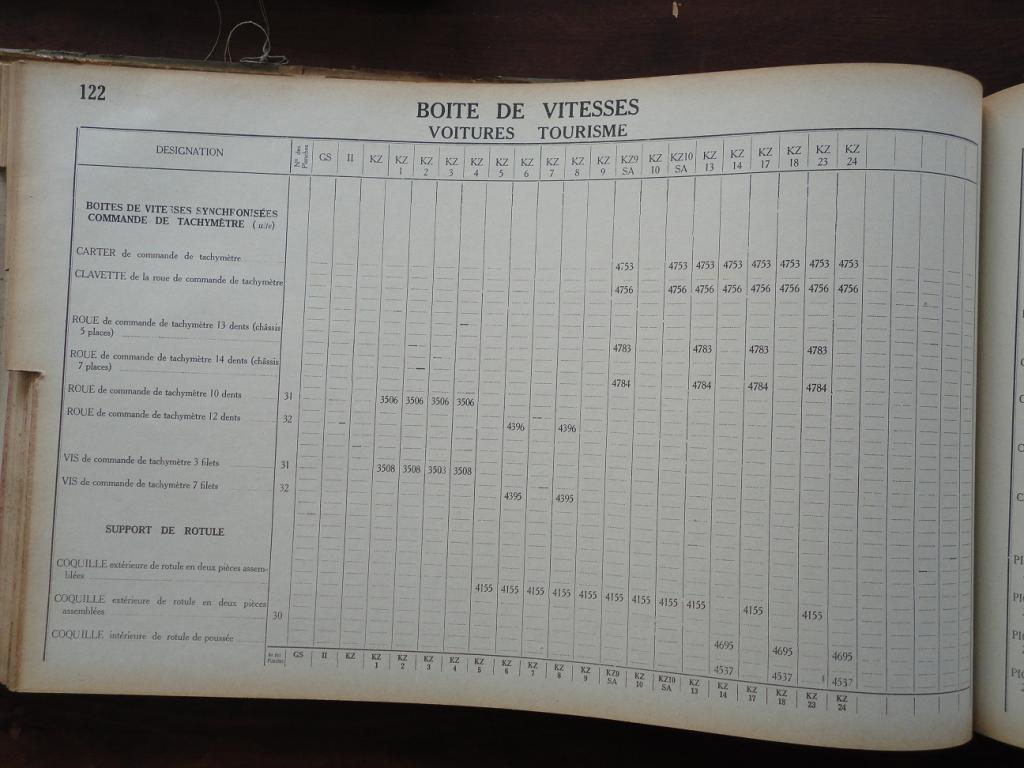 122
BOITE DE VITESSES
VOITURES TOURISME
DESIGNATION Nos des Planches GS II KZ KZ 1 KZ 2 KZ 3 KZ 4 KZ 5 KZ 6 KZ 7 KZ 8 KZ 9 KZ9 SA KZ 10 KZ10 SA KZ 13 KZ 14 KZ 17 KZ 18 KZ 23 KZ 24
BOITES DE VITESSES SYNCHRONISÉES
COMMANDE DE TACHYMÈTRE (suite)
CARTER de commande de tachymètre 4753 4753 4753 4753 4753 4753 4753 4753
CLAVETTE de la roue de commande de tachymètre 4756 4756 4756 4756 4756 4756 4756 4756
ROUE de commande de tachymètre 13 dents (châssis
5 places) 4783 4783 4783 4783
ROUE de commande de tachymètre 14 dents (châssis
7 places) 4784 4784 4784 4784
ROUE de commande de tachymètre 10 dents 31 3506 3506 3506 3506
ROUE de commande de tachymètre 12 dents 32 4396 4396
VIS de commande de tachymètre 3 filets 31 3508 3508 3503 3508
VIS de commande de tachymètre 7 filets 32 4395 4395
SUPPORT DE ROTULE
COQUILLE extérieure de rotule en deux pièces assem-
blées 4155 4155 4155 4155 4155 4155 4155 4155 4155 4155 4155
COQUILLE extérieure de rotule en deux pièces
assemblées 30 4695 4695 4695
COQUILLE intérieure de rotule de poussée 4537 4537 4537
GS II KZ KZ 1 KZ 2 KZ 3 KZ 4 KZ 5 KZ 6 KZ 7 KZ 8 KZ 9 KZ9 SA KZ 10 KZ10 SA KZ 13 KZ 14 KZ 17 KZ 18 KZ 23 KZ 24